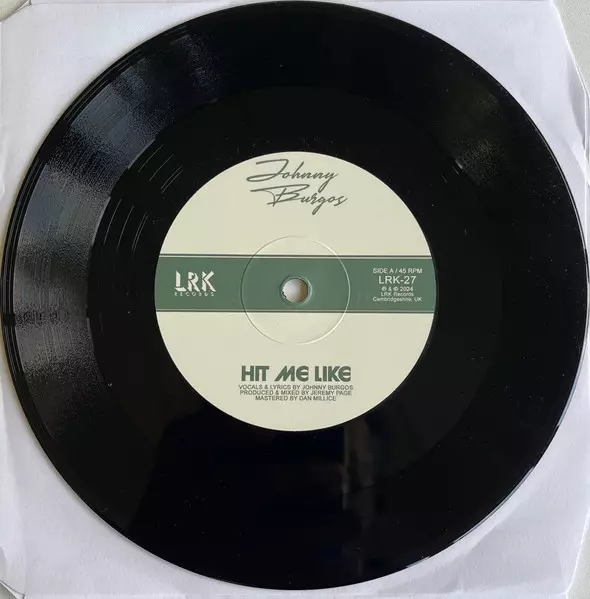 Johnny
Burgos
LRK
RECORDS
SIDE A / 45 RPM
LRK-27
℗ & © 2024
LRK Records
Cambridgeshire, UK
HIT ME LIKE
VOCALS & LYRICS BY JOHNNY BURGOS
PRODUCED & MIXED BY JEREMY PAGE
MASTERED BY DAN MILLICE